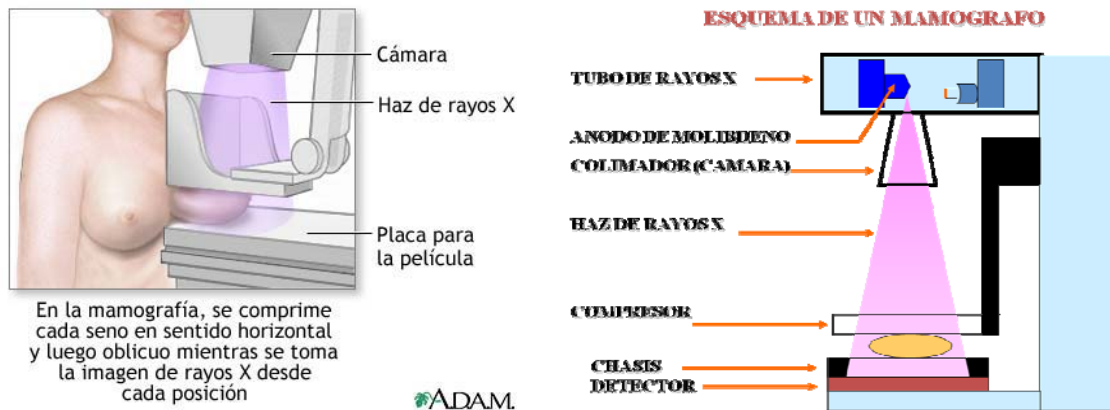 Cámara
Haz de rayos X
Placa para
la película
En la mamografía, se comprime
cada seno en sentido horizontal
y luego oblicuo mientras se toma
la imagen de rayos X desde
cada posición
A.D.A.M.
ESQUEMA DE UN MAMOGRAFO
TUBO DE RAYOS X
ANODO DE MOLIBDENO
COLIMADOR (CAMARA)
HAZ DE RAYOS X
COMPRESOR
CHASIS
DETECTOR